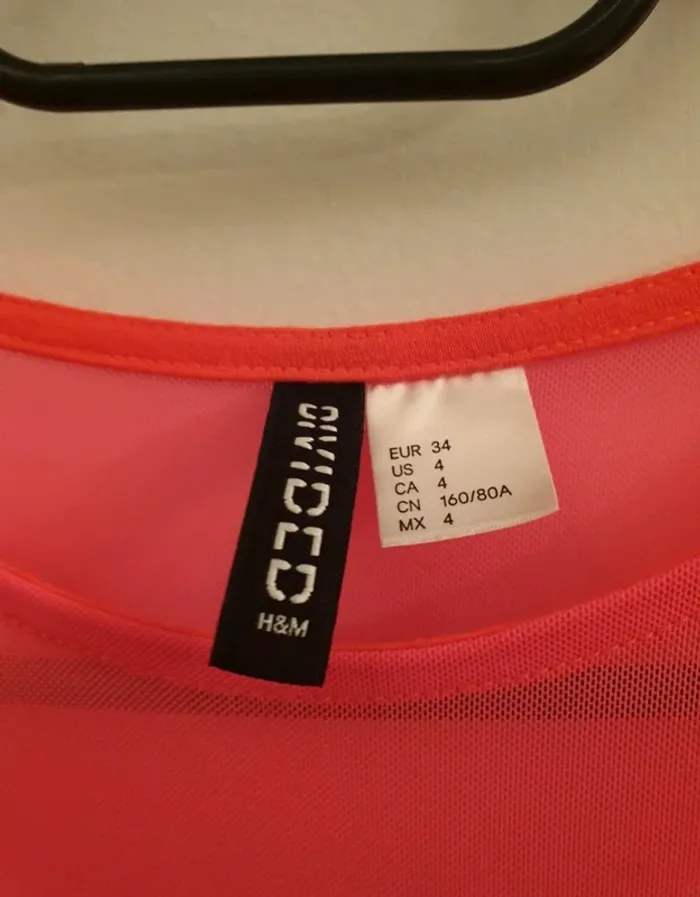 DIVIDED
H&M
EUR 34
US 4
CA 4
CN 160/80A
MX 4